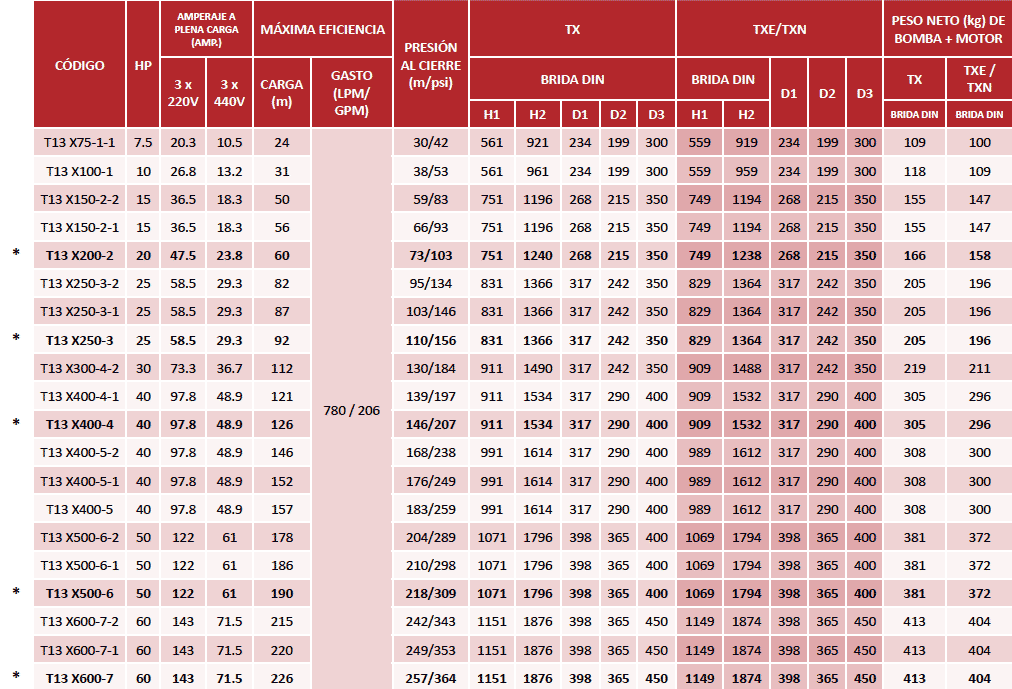 CÓDIGO HP AMPERAJE A PLENA CARGA (AMP.) MÁXIMA EFICIENCIA PRESIÓN AL CIERRE (m/psi) TX TXE/TXN PESO NETO (kg) DE BOMBA + MOTOR
3 x 220V 3 x 440V CARGA (m) GASTO (LPM/ GPM) BRIDA DIN BRIDA DIN D1 D2 D3 TX TXE / TXN
H1 H2 D1 D2 D3 H1 H2 BRIDA DIN BRIDA DIN
T13 X75-1-1 7.5 20.3 10.5 24 30/42 561 921 234 199 300 559 919 234 199 300 109 100
T13 X100-1 10 26.8 13.2 31 38/53 561 961 234 199 300 559 959 234 199 300 118 109
T13 X150-2-2 15 36.5 18.3 50 59/83 751 1196 268 215 350 749 1194 268 215 350 155 147
T13 X150-2-1 15 36.5 18.3 56 66/93 751 1196 268 215 350 749 1194 268 215 350 155 147
* T13 X200-2 20 47.5 23.8 60 73/103 751 1240 268 215 350 749 1238 268 215 350 166 158
T13 X250-3-2 25 58.5 29.3 82 95/134 831 1366 317 242 350 829 1364 317 242 350 205 196
T13 X250-3-1 25 58.5 29.3 87 103/146 831 1366 317 242 350 829 1364 317 242 350 205 196
* T13 X250-3 25 58.5 29.3 92 110/156 831 1366 317 242 350 829 1364 317 242 350 205 196
T13 X300-4-2 30 73.3 36.7 112 130/184 911 1490 317 242 350 909 1488 317 242 350 219 211
T13 X400-4-1 40 97.8 48.9 121 139/197 911 1534 317 290 400 909 1532 317 290 400 305 296
780 / 206
* T13 X400-4 40 97.8 48.9 126 146/207 911 1534 317 290 400 909 1532 317 290 400 305 296
T13 X400-5-2 40 97.8 48.9 146 168/238 991 1614 317 290 400 989 1612 317 290 400 308 300
T13 X400-5-1 40 97.8 48.9 152 176/249 991 1614 317 290 400 989 1612 317 290 400 308 300
T13 X400-5 40 97.8 48.9 157 183/259 991 1614 317 290 400 989 1612 317 290 400 308 300
T13 X500-6-2 50 122 61 178 204/289 1071 1796 398 365 400 1069 1794 398 365 400 381 372
T13 X500-6-1 50 122 61 186 210/298 1071 1796 398 365 400 1069 1794 398 365 400 381 372
* T13 X500-6 50 122 61 190 218/309 1071 1796 398 365 400 1069 1794 398 365 400 381 372
T13 X600-7-2 60 143 71.5 215 242/343 1151 1876 398 365 450 1149 1874 398 365 450 413 404
T13 X600-7-1 60 143 71.5 220 249/353 1151 1876 398 365 450 1149 1874 398 365 450 413 404
* T13 X600-7 60 143 71.5 226 257/364 1151 1876 398 365 450 1149 1874 398 365 450 413 404